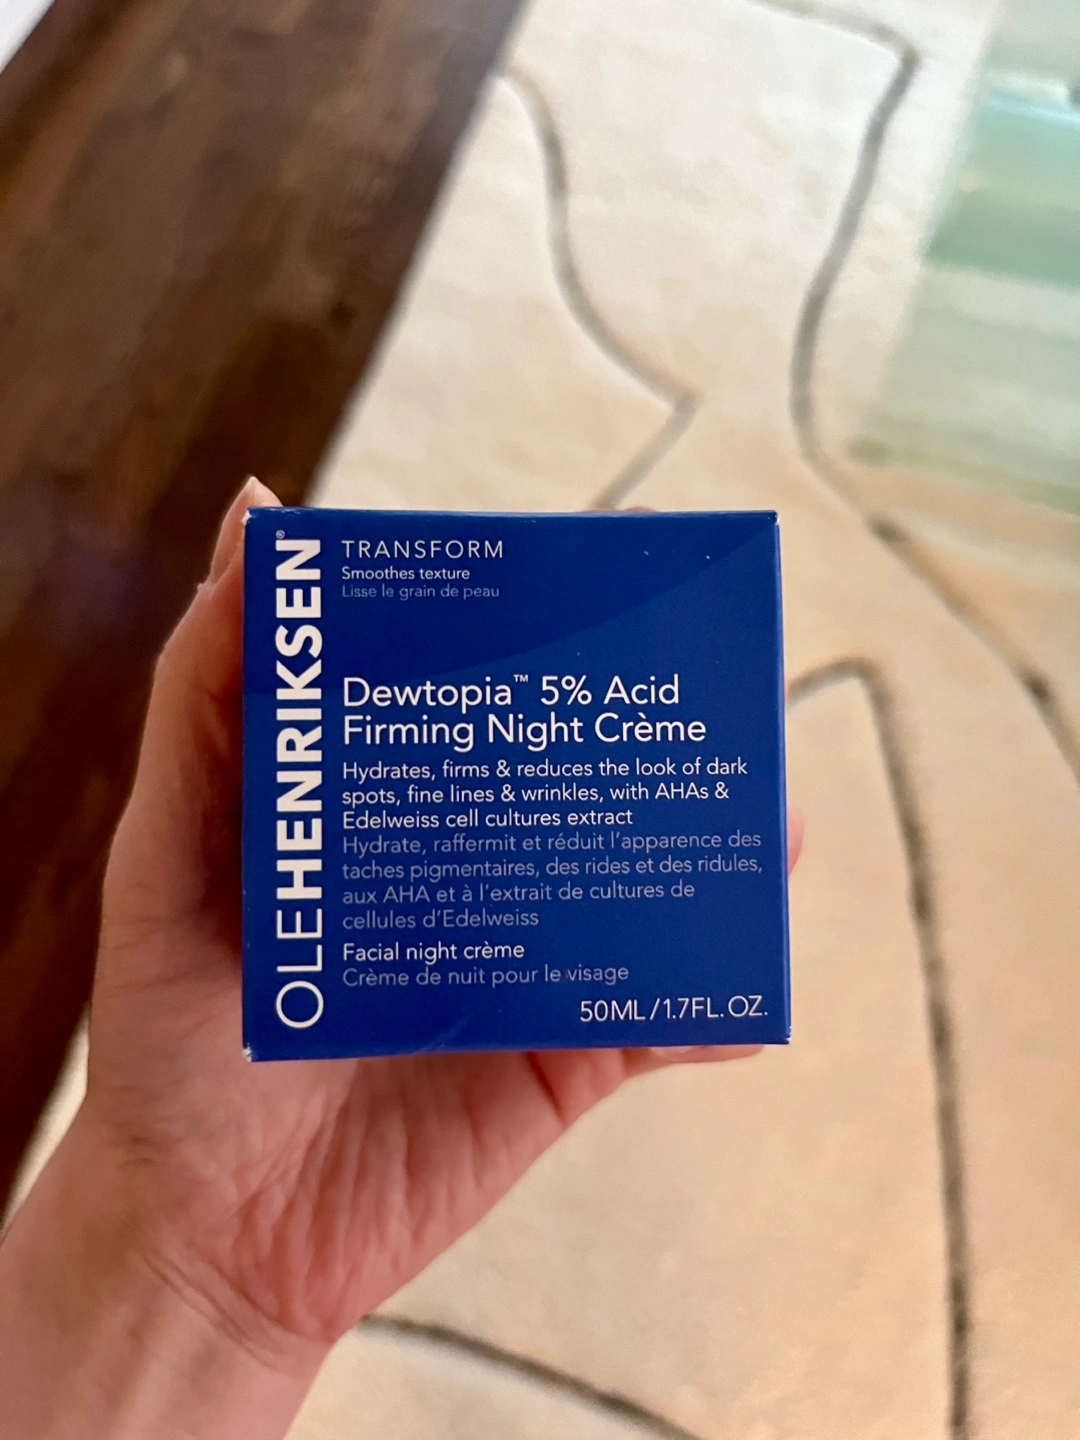 OLEHENRIKSEN®
TRANSFORM
Smoothes texture
Lisse le grain de peau
Dewtopia™ 5% Acid
Firming Night Crème
Hydrates, firms & reduces the look of dark
spots, fine lines & wrinkles, with AHAs &
Edelweiss cell cultures extract
Hydrate, raffermit et réduit l'apparence des
taches pigmentaires, des rides et des ridules,
aux AHA et à l'extrait de cultures de
cellules d'Edelweiss
Facial night crème
Crème de nuit pour le visage
50ML/1.7FL.OZ.